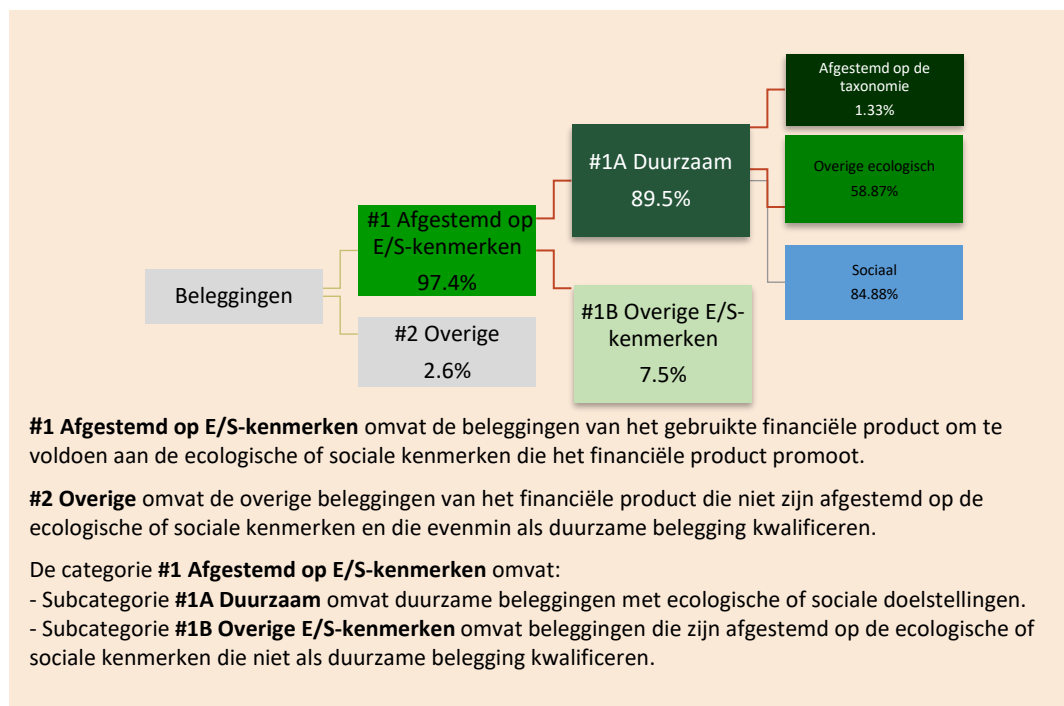 Beleggingen
#1 Afgestemd op
E/S-kenmerken
97.4%
#2 Overige
2.6%
#1A Duurzaam
89.5%
#1B Overige E/S-
kenmerken
7.5%
Afgestemd op de
taxonomie
1.33%
Overige ecologisch
58.87%
Sociaal
84.88%
#1 Afgestemd op E/S-kenmerken omvat de beleggingen van het gebruikte financiële product om te
voldoen aan de ecologische of sociale kenmerken die het financiële product promoot.
#2 Overige omvat de overige beleggingen van het financiële product die niet zijn afgestemd op de
ecologische of sociale kenmerken en die evenmin als duurzame belegging kwalificeren.
De categorie #1 Afgestemd op E/S-kenmerken omvat:
- Subcategorie #1A Duurzaam omvat duurzame beleggingen met ecologische of sociale doelstellingen.
- Subcategorie #1B Overige E/S-kenmerken omvat beleggingen die zijn afgestemd op de ecologische of
sociale kenmerken die niet als duurzame belegging kwalificeren.